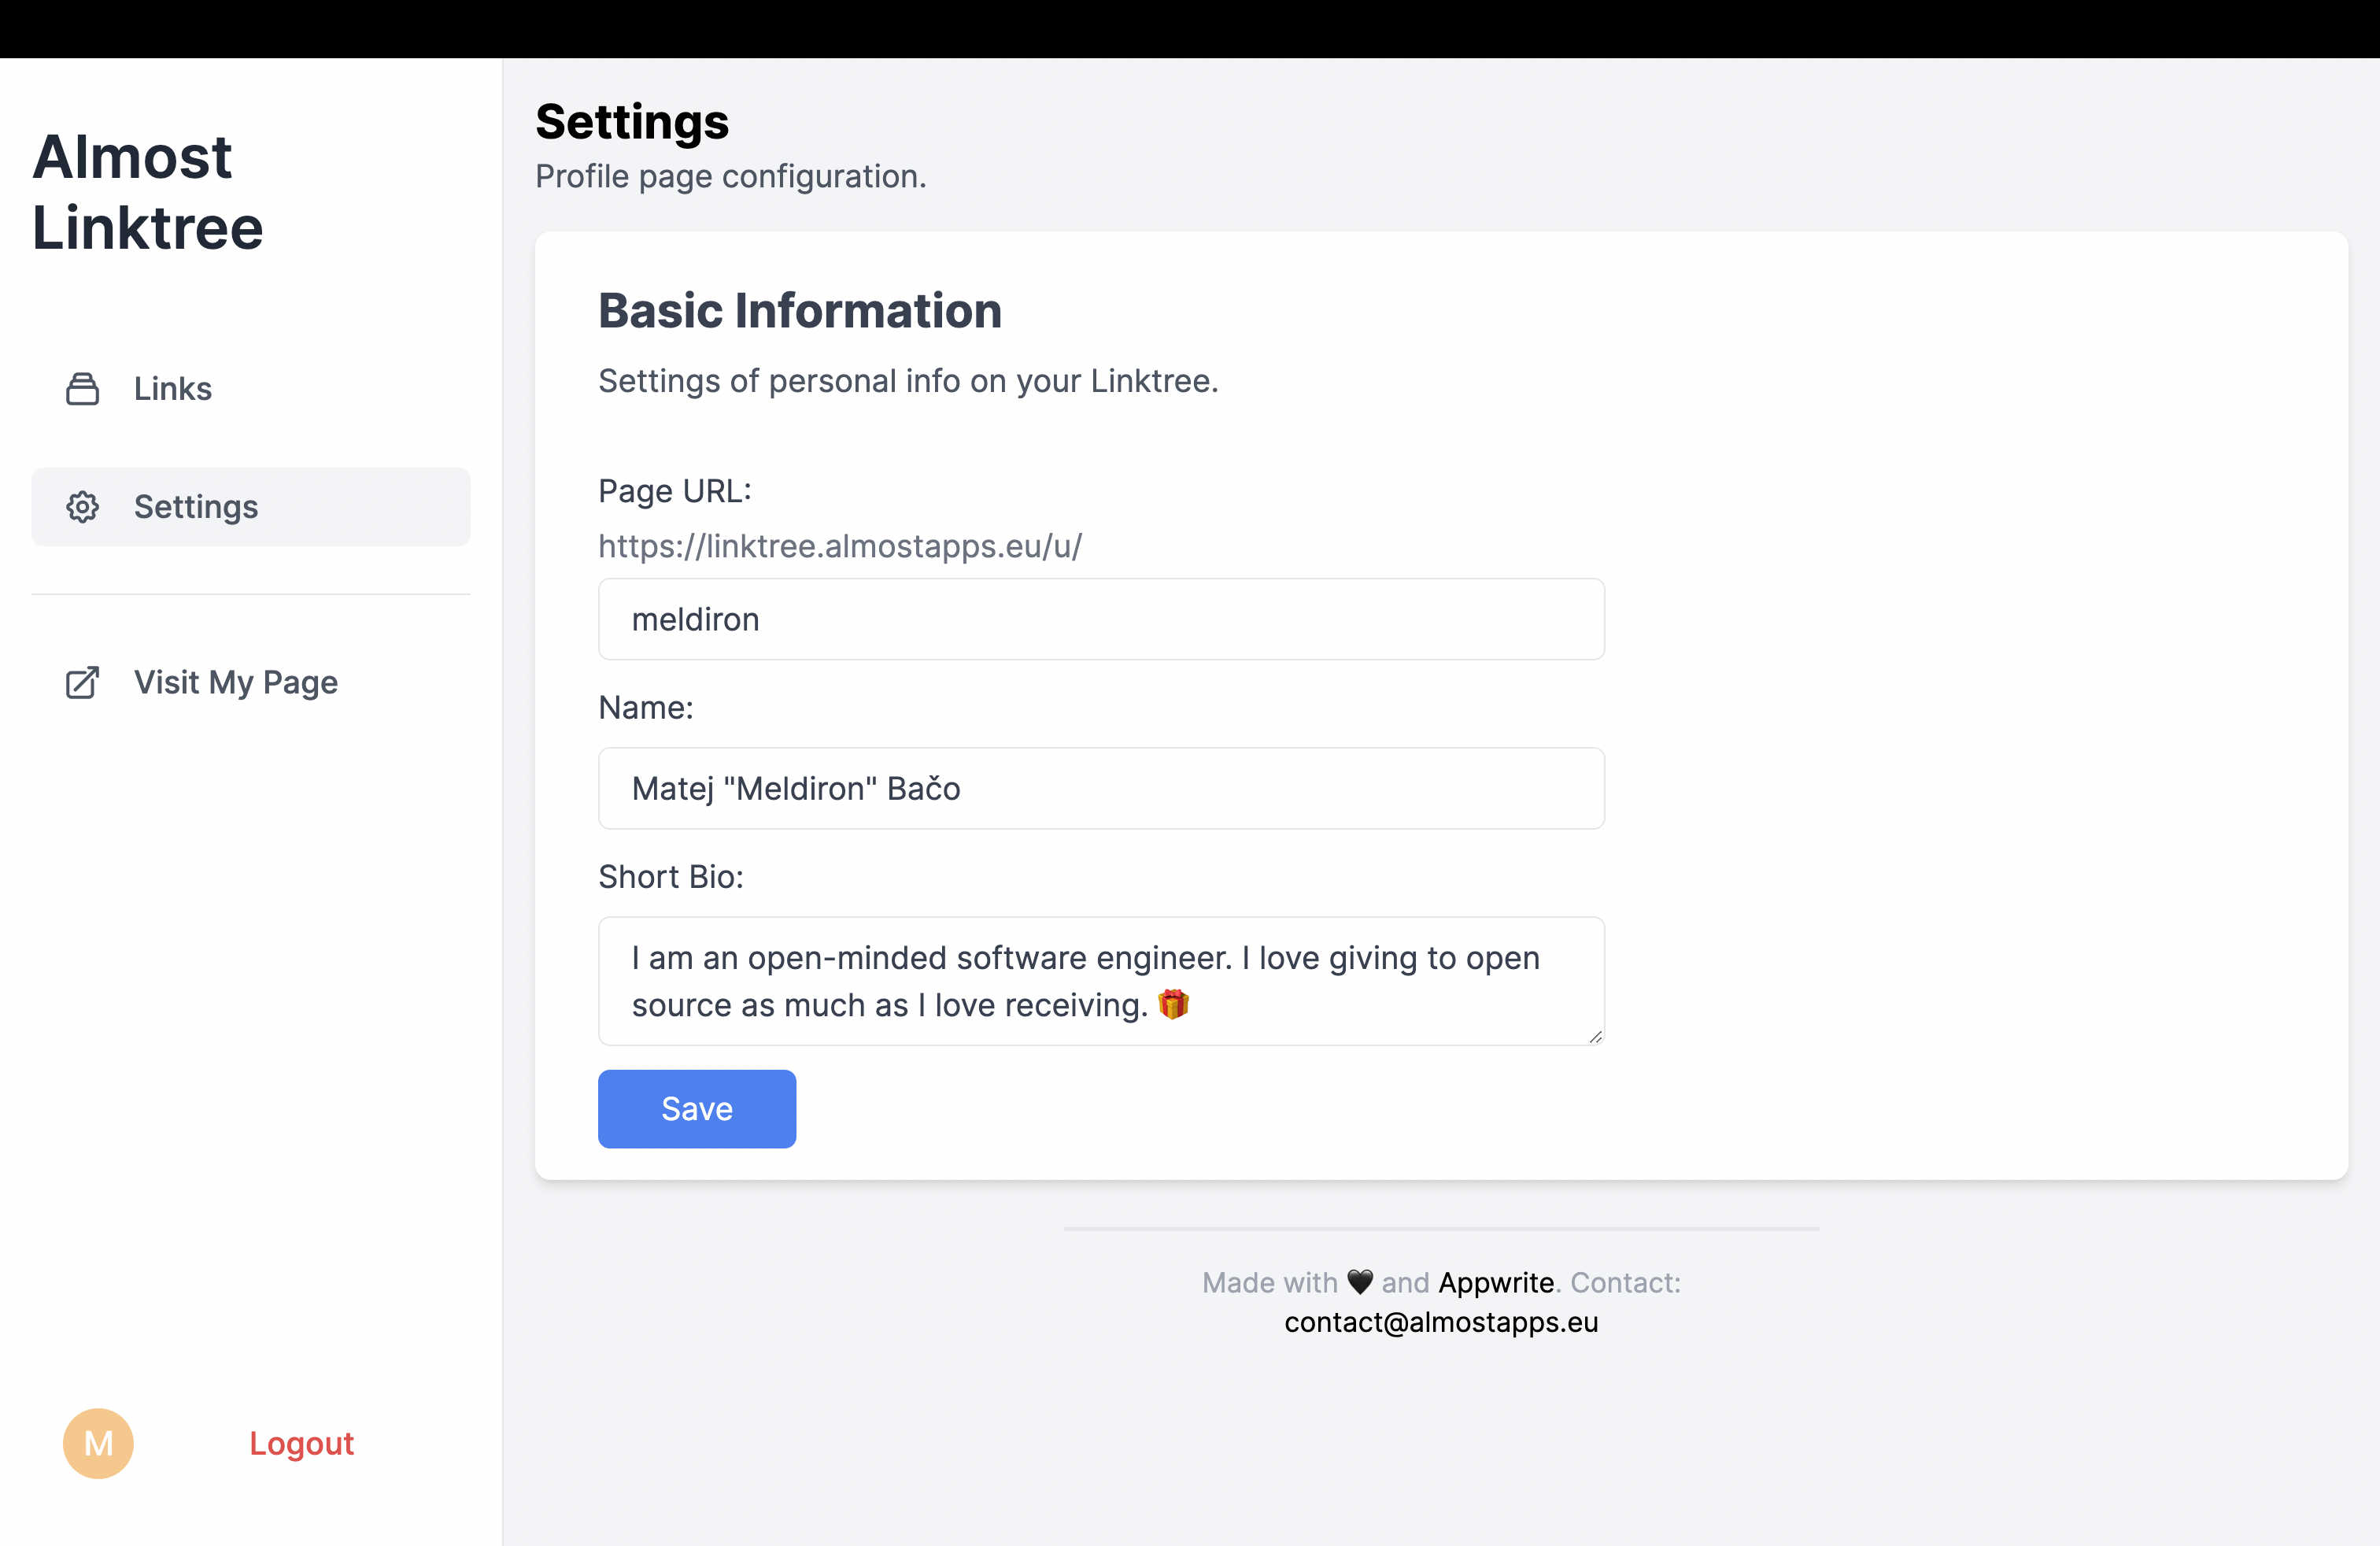 Almost
Linktree
Links
Settings
Visit My Page
M
Logout
Settings
Profile page configuration.
Basic Information
Settings of personal info on your Linktree.
Page URL:
https://linktree.almostapps.eu/u/
meldiron
Name:
Matej "Meldiron" Bačo
Short Bio:
I am an open-minded software engineer. I love giving to open
source as much as I love receiving. 🎁
Save
Made with 🖤 and Appwrite. Contact:
contact@almostapps.eu